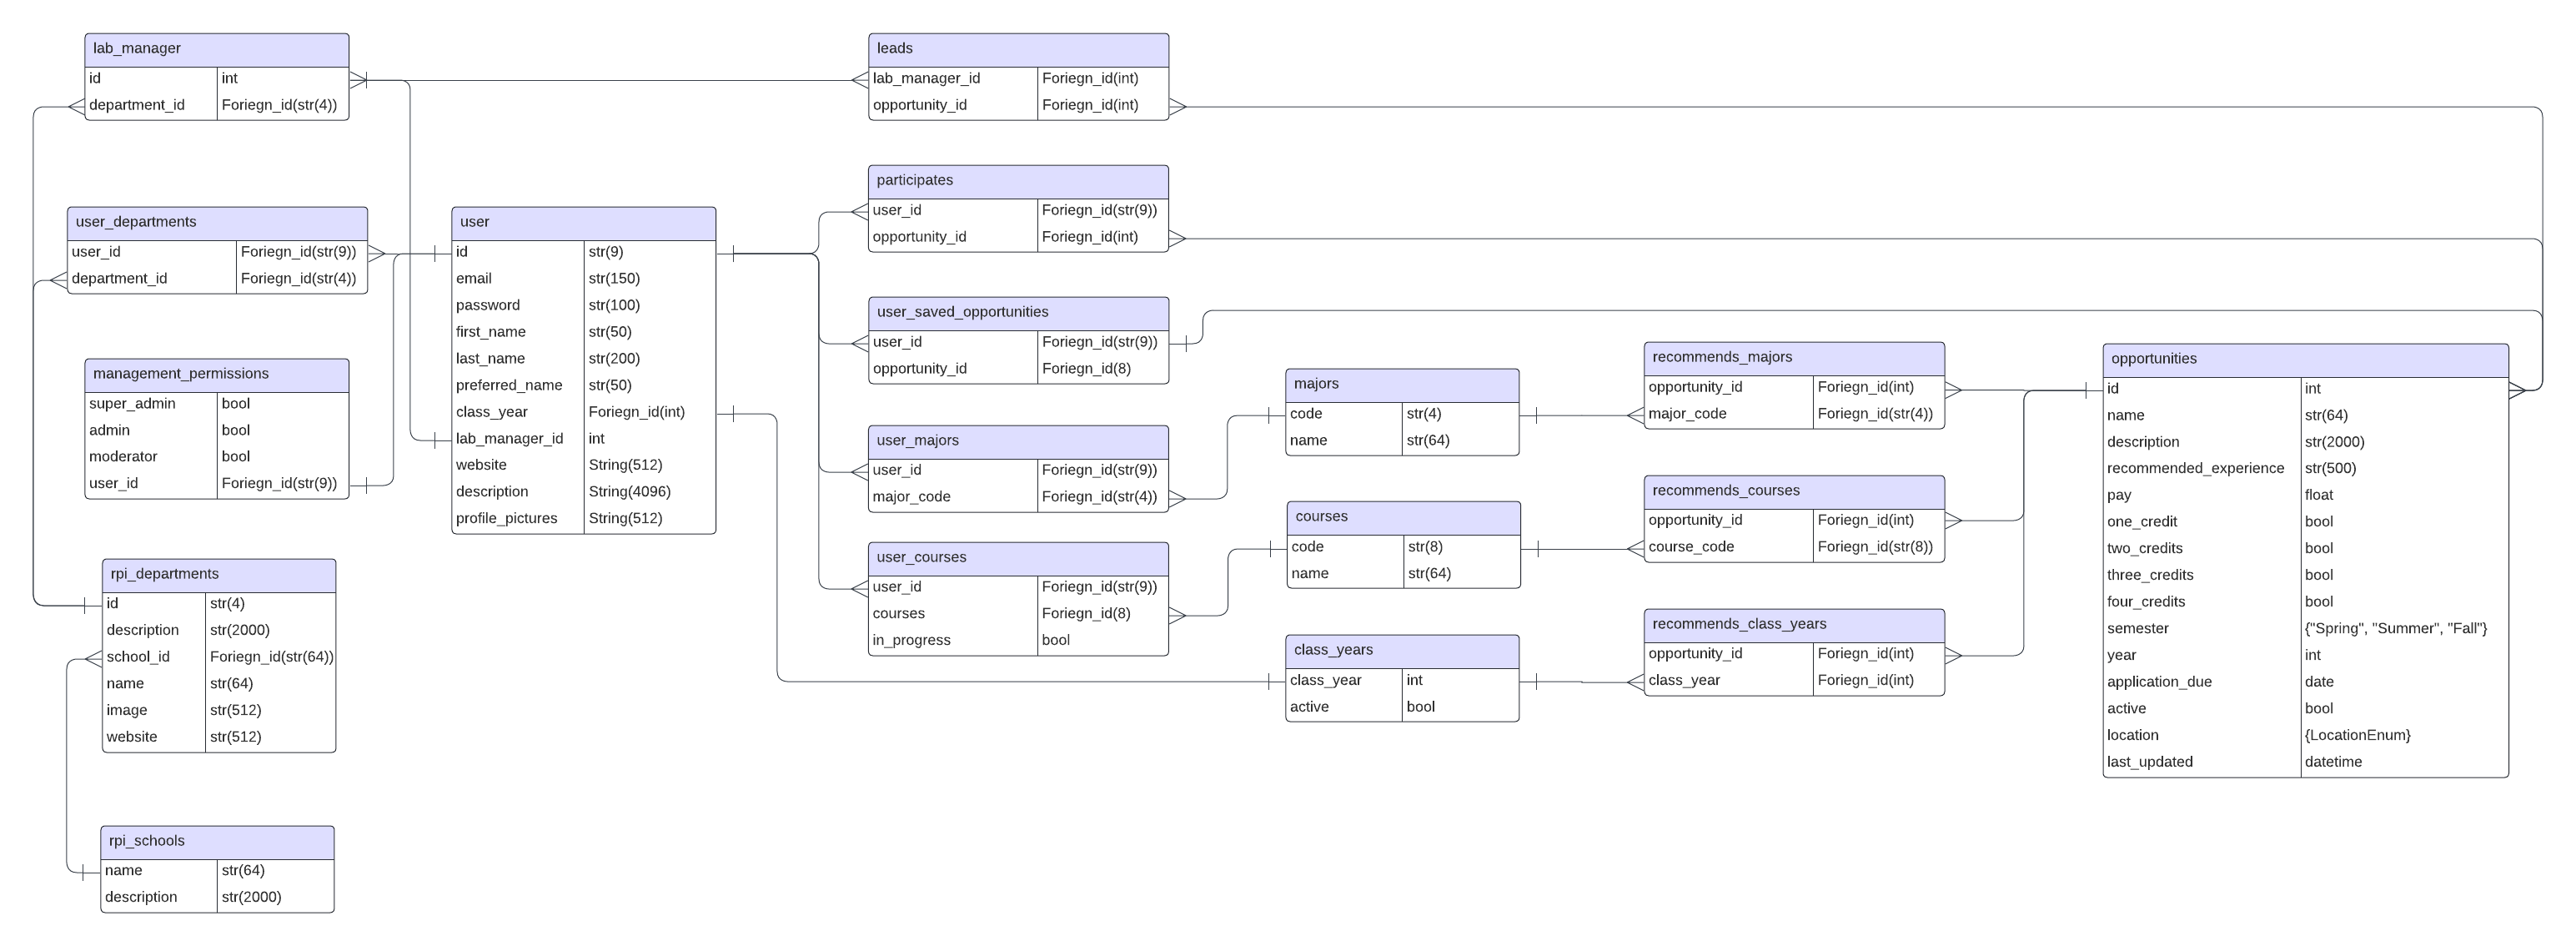 lab_manager
id int
department_id Foriegn_id(str(4))
leads
lab_manager_id Foriegn_id(int)
opportunity_id Foriegn_id(int)
participates
user_id Foriegn_id(str(9))
opportunity_id Foriegn_id(int)
user_departments
user_id Foriegn_id(str(9))
department_id Foriegn_id(str(4))
user
id str(9)
email str(150)
password str(100)
first_name str(50)
last_name str(200)
preferred_name str(50)
class_year Foriegn_id(int)
lab_manager_id int
website String(512)
description String(4096)
profile_pictures String(512)
user_saved_opportunities
user_id Foriegn_id(str(9))
opportunity_id Foriegn_id(8)
management_permissions
super_admin bool
admin bool
moderator bool
user_id Foriegn_id(str(9))
user_majors
user_id Foriegn_id(str(9))
major_code Foriegn_id(str(4))
majors
code str(4)
name str(64)
recommends_majors
opportunity_id Foriegn_id(int)
major_code Foriegn_id(str(4))
opportunities
id int
name str(64)
description str(2000)
recommended_experience str(500)
pay float
one_credit bool
two_credits bool
three_credits bool
four_credits bool
semester {"Spring", "Summer", "Fall"}
year int
application_due date
active bool
location {LocationEnum}
last_updated datetime
recommends_courses
opportunity_id Foriegn_id(int)
course_code Foriegn_id(str(8))
courses
code str(8)
name str(64)
user_courses
user_id Foriegn_id(str(9))
courses Foriegn_id(8)
in_progress bool
rpi_departments
id str(4)
description str(2000)
school_id Foriegn_id(str(64))
name str(64)
image str(512)
website str(512)
class_years
class_year int
active bool
recommends_class_years
opportunity_id Foriegn_id(int)
class_year Foriegn_id(int)
rpi_schools
name str(64)
description str(2000)